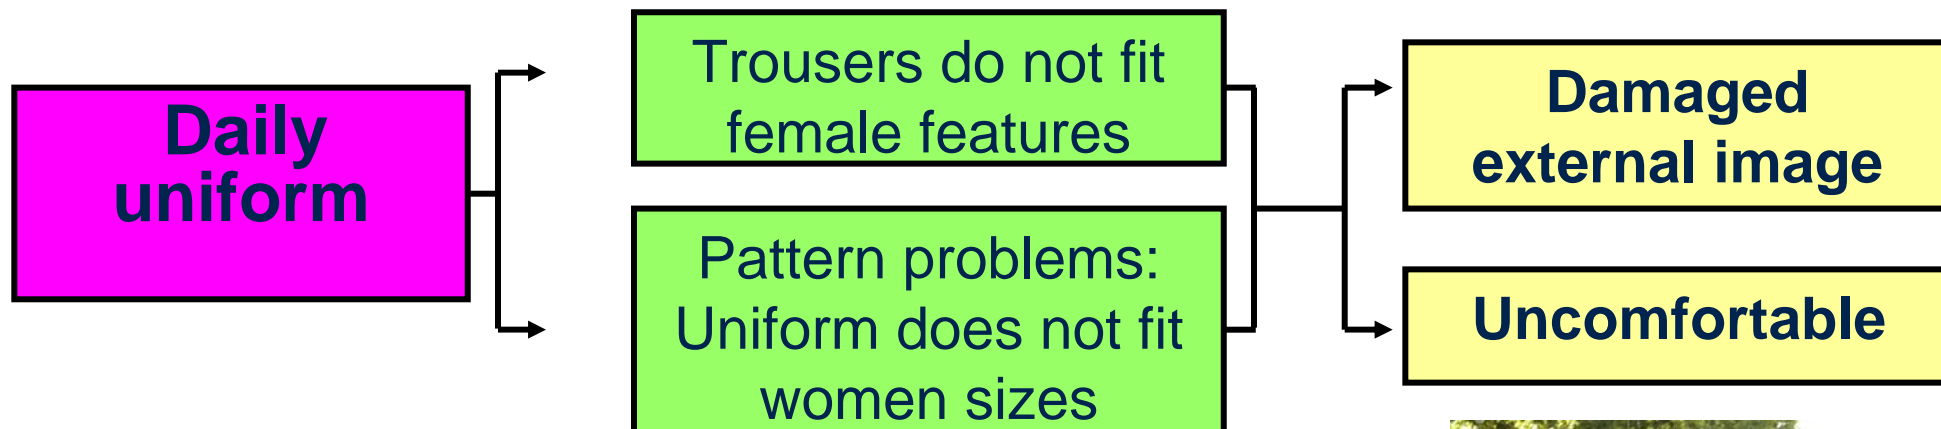 Daily
uniform
Trousers do not fit
female features
Pattern problems:
Uniform does not fit
women sizes
Damaged
external image
Uncomfortable